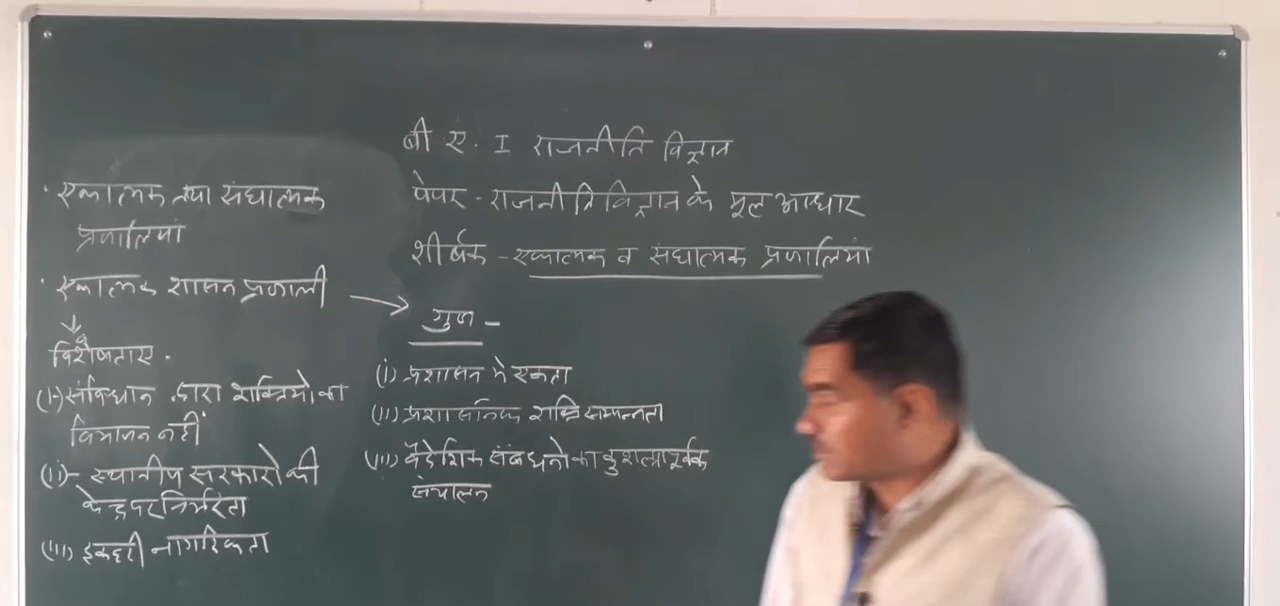 बी ए. I राजनीति विज्ञान
पेपर - राजनीति विज्ञान के मूल आधार
शीर्षक - एकात्मक व संघात्मक प्रणालियां
· एकात्मक तथा संघात्मक
प्रणालियां
· एकात्मक शासन प्रणाली →
↓
विशेषताएं .
(i)- संविधान द्वारा शक्तियों का
विभाजन नहीं
(ii)- स्थानीय सरकारों की
केन्द्र पर निर्भरता
(iii) इकहरी नागरिकता
गुण -
(i) प्रशासन में एकता
(ii) प्रशासनिक शक्ति सम्पन्नता
(iii) वैदेशिक संबंधनो का कुशलतापूर्वक
संचालन